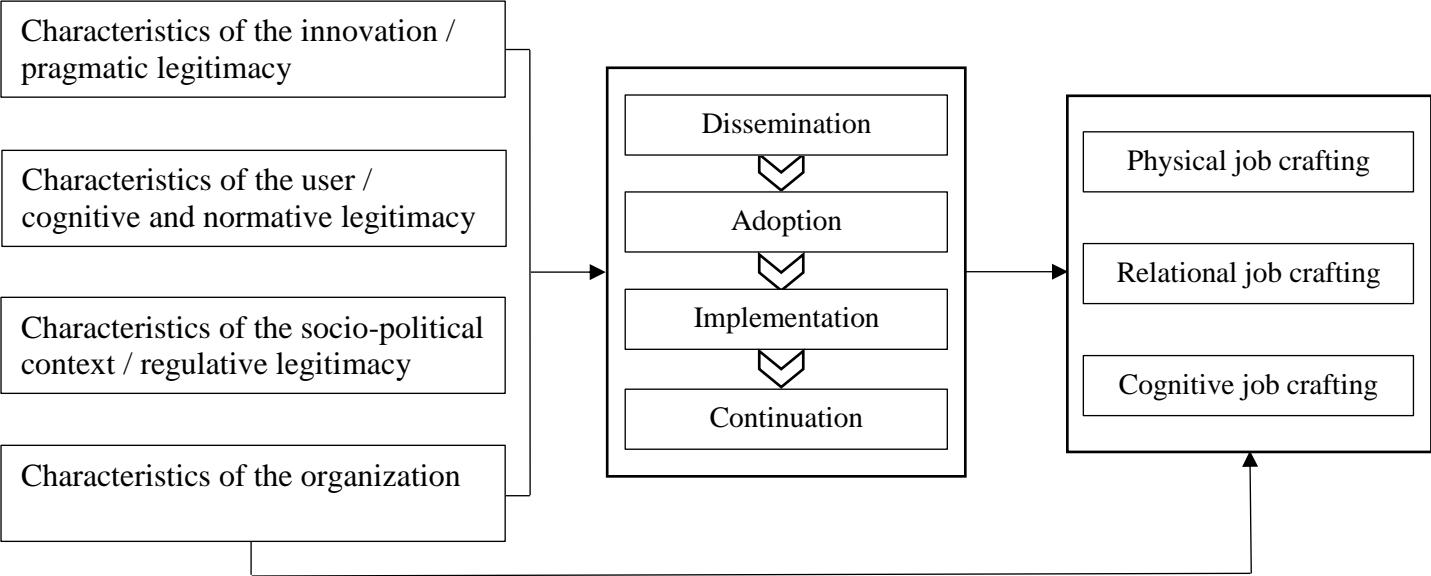 Characteristics of the innovation /
pragmatic legitimacy
Characteristics of the user /
cognitive and normative legitimacy
Characteristics of the socio-political
context / regulative legitimacy
Characteristics of the organization
Dissemination
Adoption
Implementation
Continuation
Physical job crafting
Relational job crafting
Cognitive job crafting